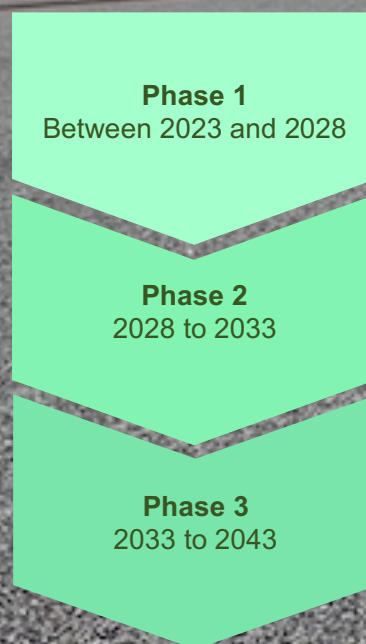 Phase 1
Between 2023 and 2028
Phase 2
2028 to 2033
Phase 3
2033 to 2043